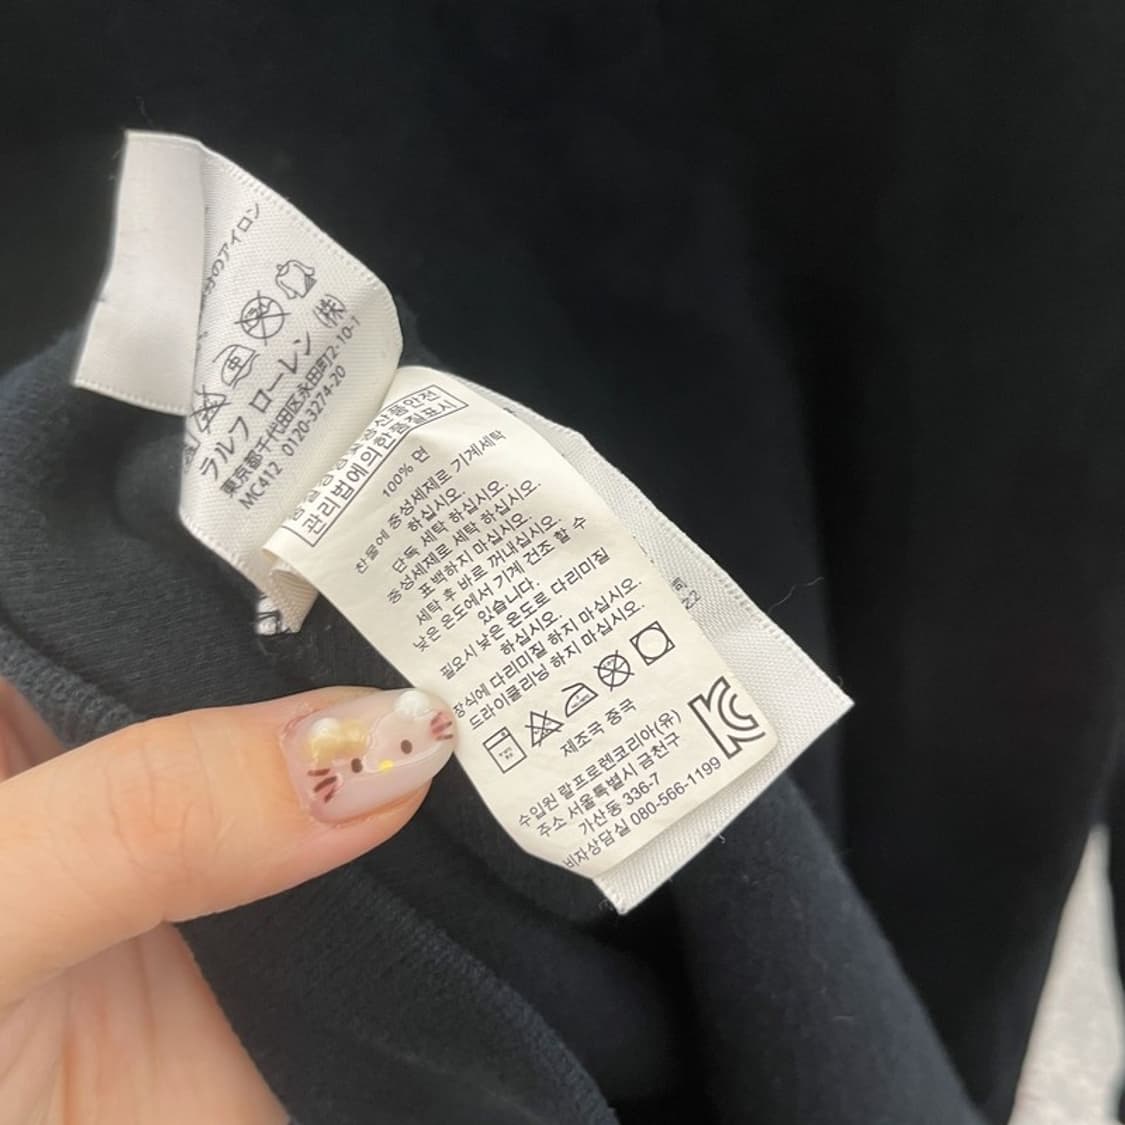 のアイロン
ラルフ ローレン (株)
東京都千代田区永田町2-10-1
MC412 0120-3274-20
산품안전
관리법에의한품질표시
100% 면
찬물에 중성세제로 기계세탁
하십시오.
단독 세탁 하십시오.
중성세제로 세탁 하십시오.
표백하지 마십시오.
세탁 후 바로 꺼내십시오.
낮은 온도에서 기계 건조 할 수
있습니다.
필요시 낮은 온도로 다리미질
하십시오.
장식에 다리미질 하지 마십시오.
드라이클리닝 하지 마십시오.
제조국 중국
수입원 랄프로렌코리아(유)
주소 서울특별시 금천구
가산동 336-7
비자상담실 080-566-1199